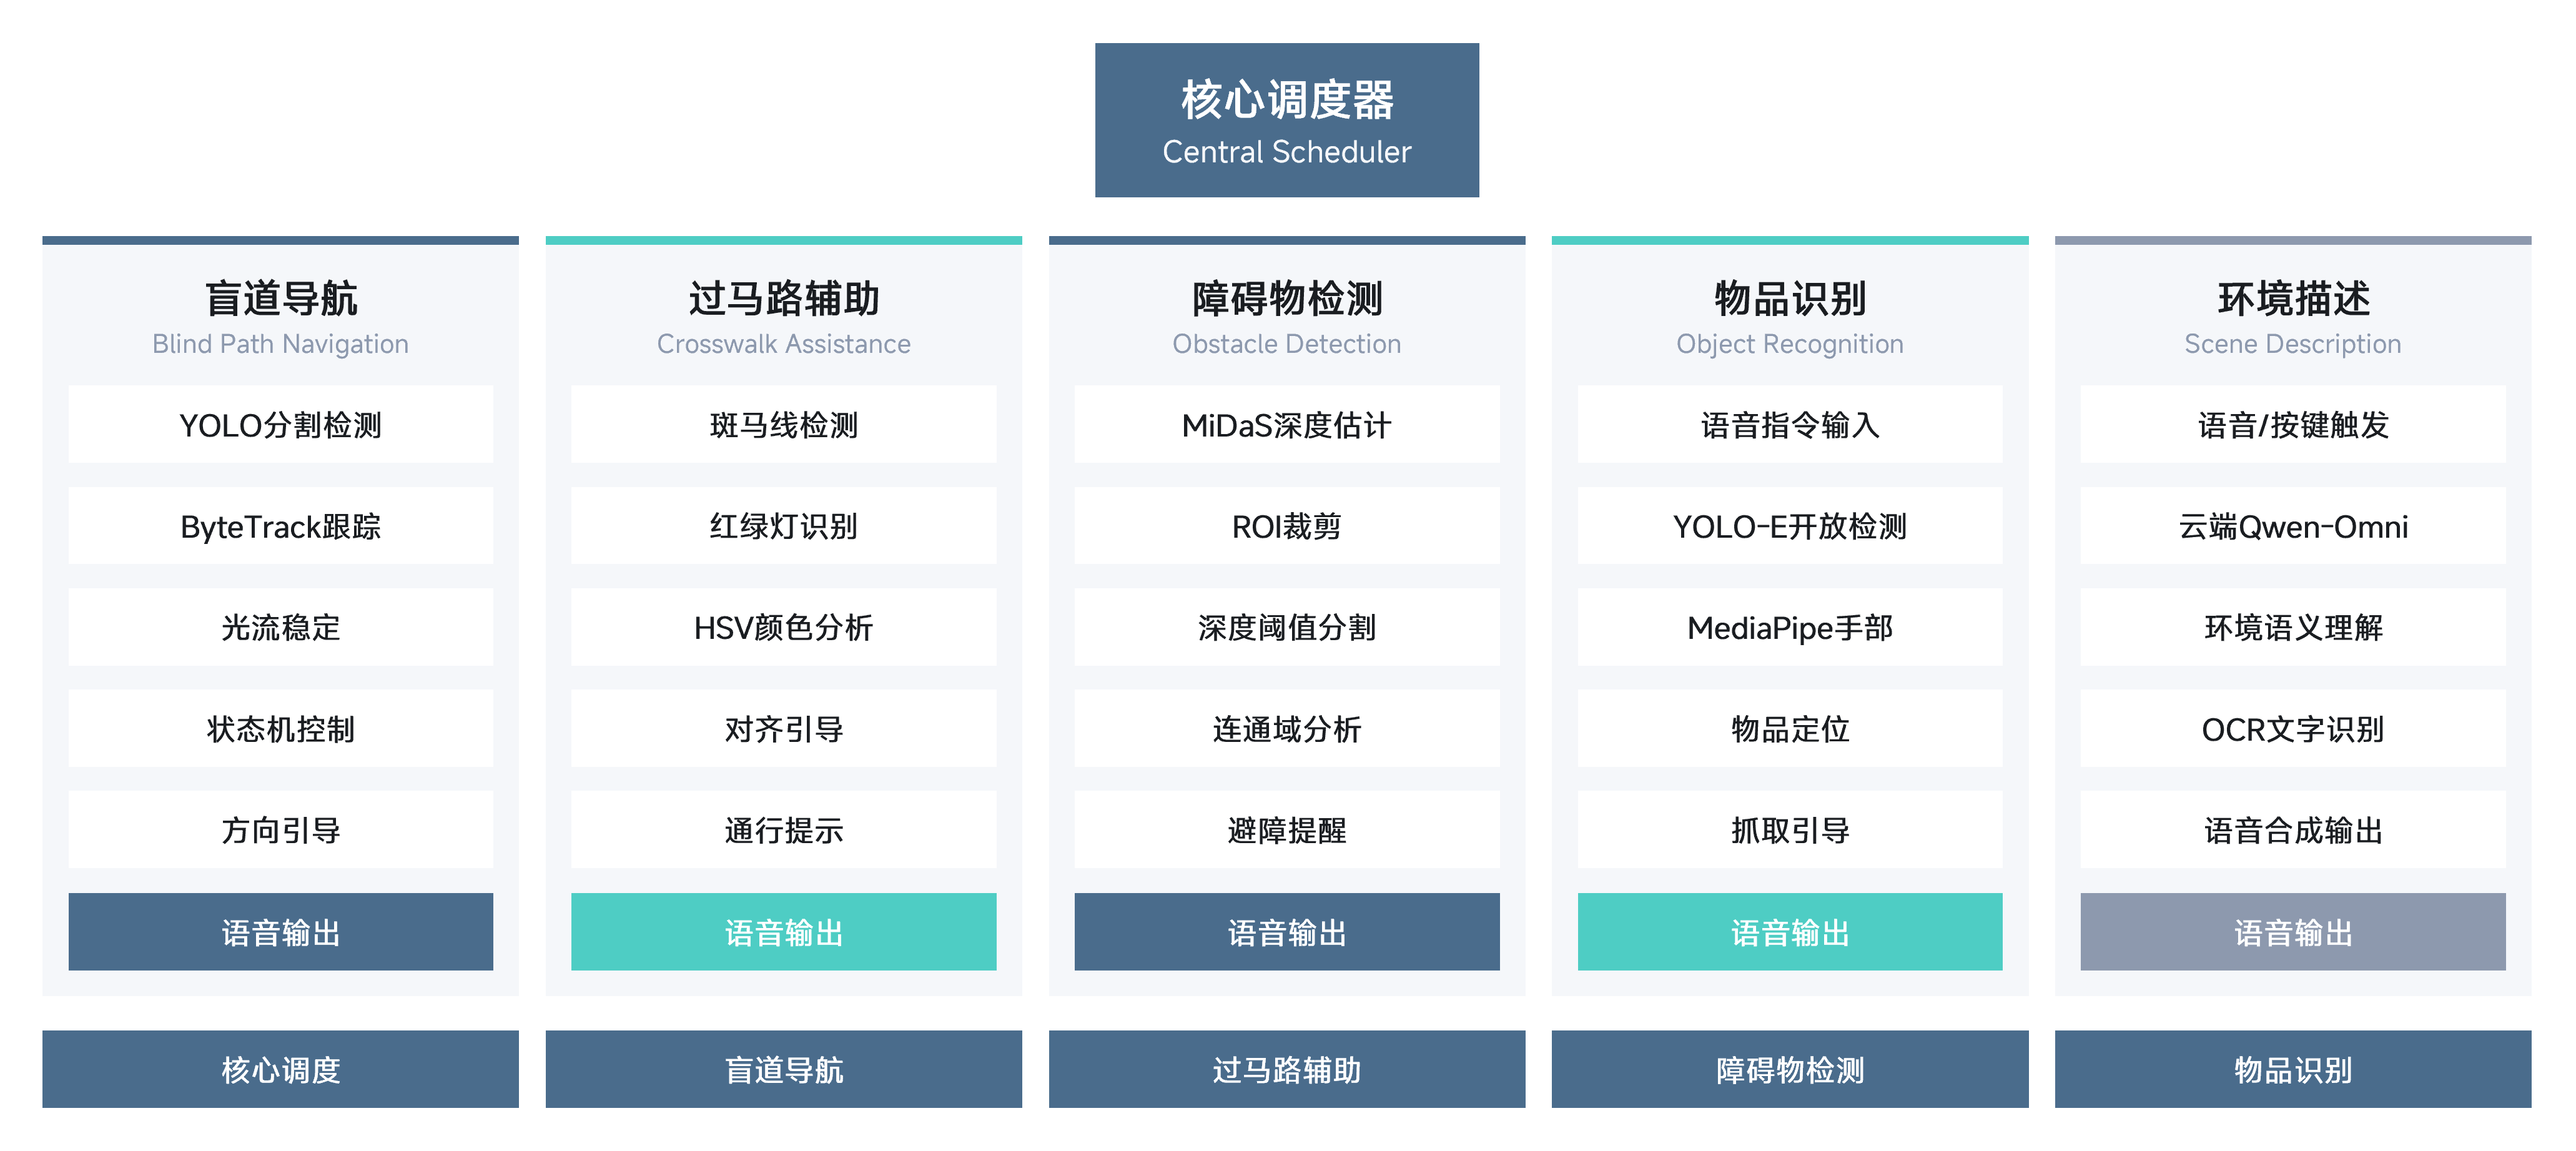 核心调度器
Central Scheduler
盲道导航
Blind Path Navigation
YOLO分割检测
ByteTrack跟踪
光流稳定
状态机控制
方向引导
语音输出
过马路辅助
Crosswalk Assistance
斑马线检测
红绿灯识别
HSV颜色分析
对齐引导
通行提示
语音输出
障碍物检测
Obstacle Detection
MiDaS深度估计
ROI裁剪
深度阈值分割
连通域分析
避障提醒
语音输出
物品识别
Object Recognition
语音指令输入
YOLO-E开放检测
MediaPipe手部
物品定位
抓取引导
语音输出
环境描述
Scene Description
语音/按键触发
云端Qwen-Omni
环境语义理解
OCR文字识别
语音合成输出
语音输出
核心调度
盲道导航
过马路辅助
障碍物检测
物品识别